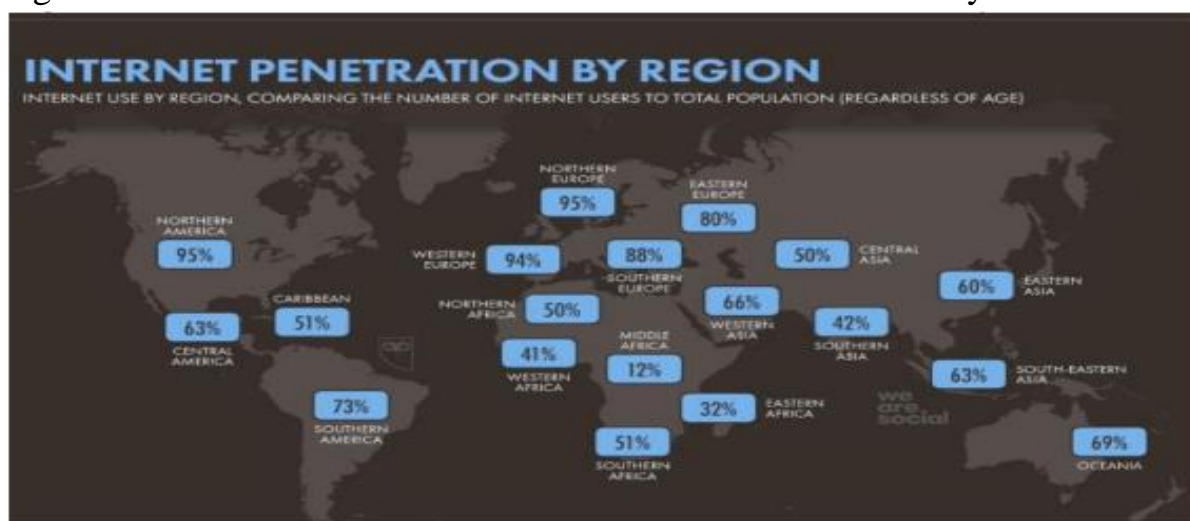 INTERNET PENETRATION BY REGION
INTERNET USE BY REGION, COMPARING THE NUMBER OF INTERNET USERS TO TOTAL POPULATION (REGARDLESS OF AGE)
NORTHERN
EUROPE
95%
EASTERN
EUROPE
80%
NORTHERN
AMERICA
95%
WESTERN
EUROPE
94%
88%
SOUTHERN
EUROPE
50%
CENTRAL
ASIA
60%
EASTERN
ASIA
CARIBBEAN
51%
63%
CENTRAL
AMERICA
NORTHERN
AFRICA
50%
66%
WESTERN
ASIA
42%
SOUTHERN
ASIA
41%
WESTERN
AFRICA
MIDDLE
AFRICA
12%
63%
SOUTH-EASTERN
ASIA
73%
SOUTHERN
AMERICA
32%
EASTERN
AFRICA
we
are
social
51%
SOUTHERN
AFRICA
69%
OCEANIA